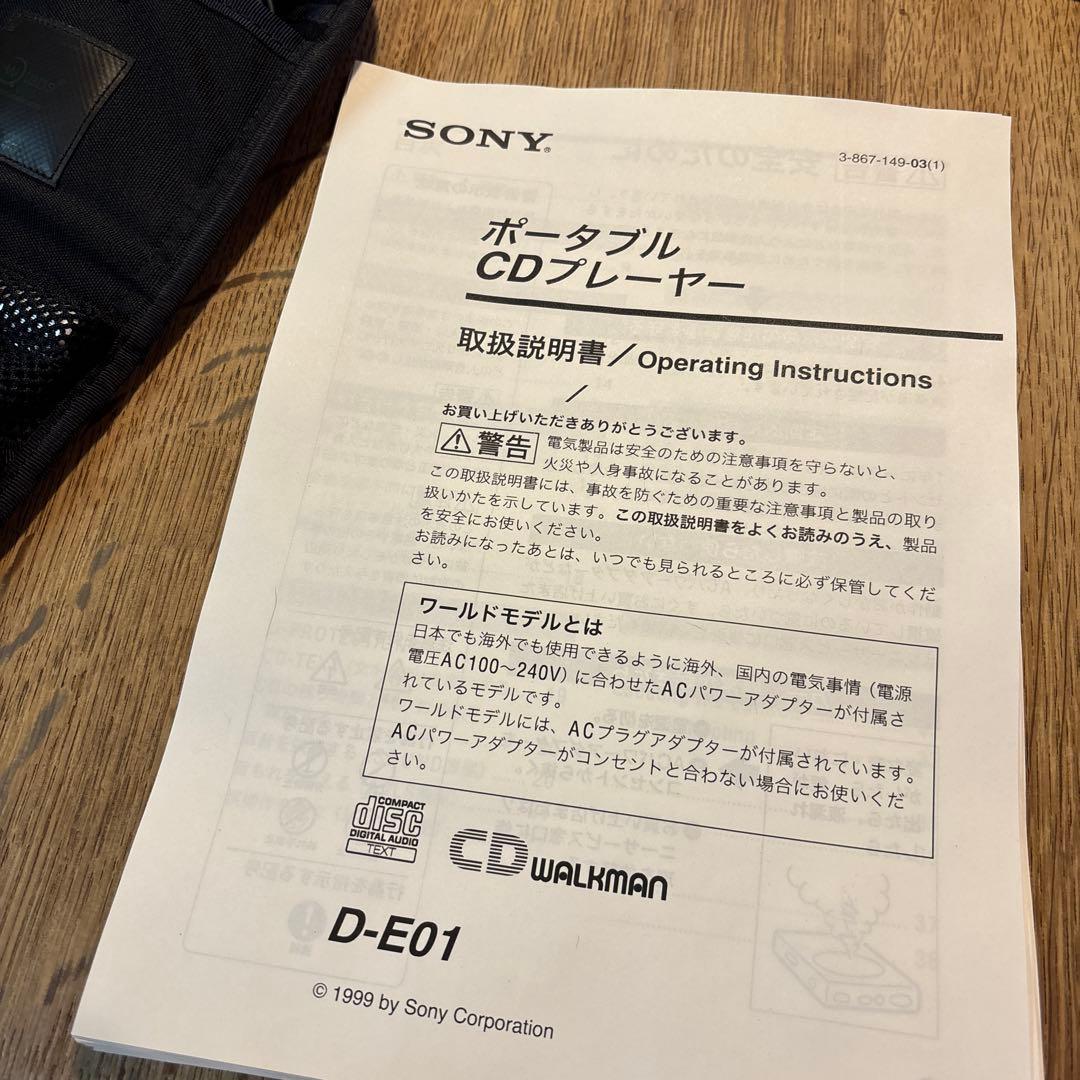 SONY®
3-867-149-03(1)
ポータブル
CDプレーヤー
取扱説明書/Operating Instructions
/
お買い上げいただきありがとうございます。
警告
電気製品は安全のための注意事項を守らないと、
火災や人身事故になることがあります。
この取扱説明書には、事故を防ぐための重要な注意事項と製品の取り
扱いかたを示しています。この取扱説明書をよくお読みのうえ、製品
を安全にお使いください。
お読みになったあとは、いつでも見られるところに必ず保管してくだ
さい。
ワールドモデルとは
日本でも海外でも使用できるように海外、国内の電気事情(電源
電圧AC100〜240V)に合わせたACパワーアダプターが付属さ
れているモデルです。
ワールドモデルには、ACプラグアダプターが付属されています。
ACパワーアダプターがコンセントと合わない場合にお使いくだ
さい。
COMPACT
disc
DIGITAL AUDIO
TEXT
CD WALKMAN
D-E01
© 1999 by Sony Corporation